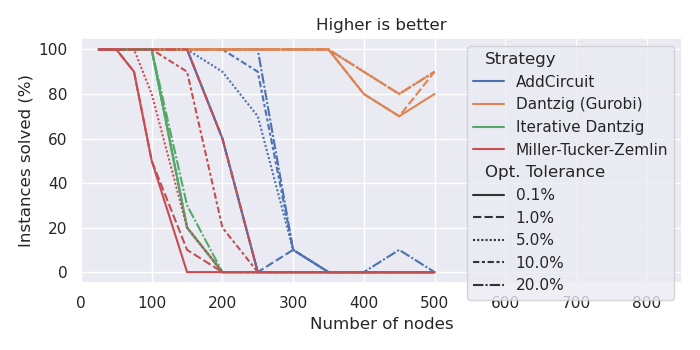 Higher is better
Instances solved (%)
100
80
60
40
20
0
0 100 200 300 400 500 600 700 800
Number of nodes
Strategy
AddCircuit
Dantzig (Gurobi)
Iterative Dantzig
Miller-Tucker-Zemlin
Opt. Tolerance
0.1%
1.0%
5.0%
10.0%
20.0%